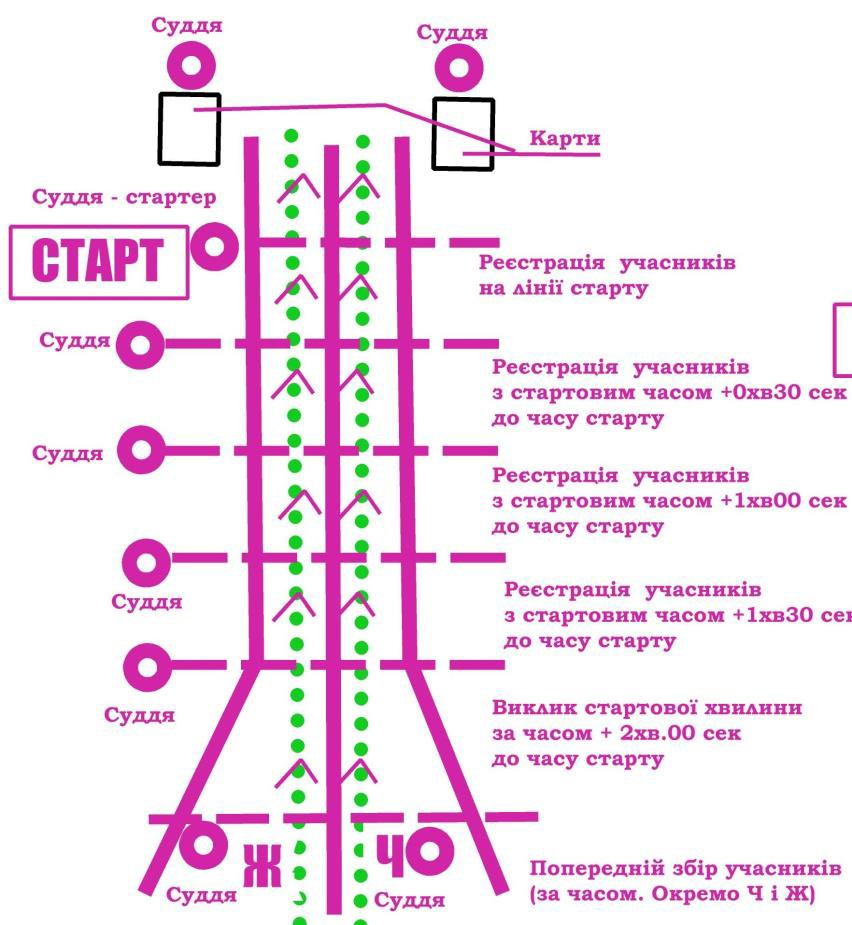 Суддя
Суддя
Карти
Суддя - стартер
СТАРТ
Реєстрація учасників
на лінії старту
Суддя
Реєстрація учасників
з стартовим часом +0хв30 сек
до часу старту
Суддя
Реєстрація учасників
з стартовим часом +1хв00 сек
до часу старту
Суддя
Реєстрація учасників
з стартовим часом +1хв30 сек
до часу старту
Суддя
Виклик стартової хвилини
за часом + 2хв.00 сек
до часу старту
Ж
Ч
Суддя
Суддя
Попередній збір учасників
(за часом. Окремо Ч і Ж)